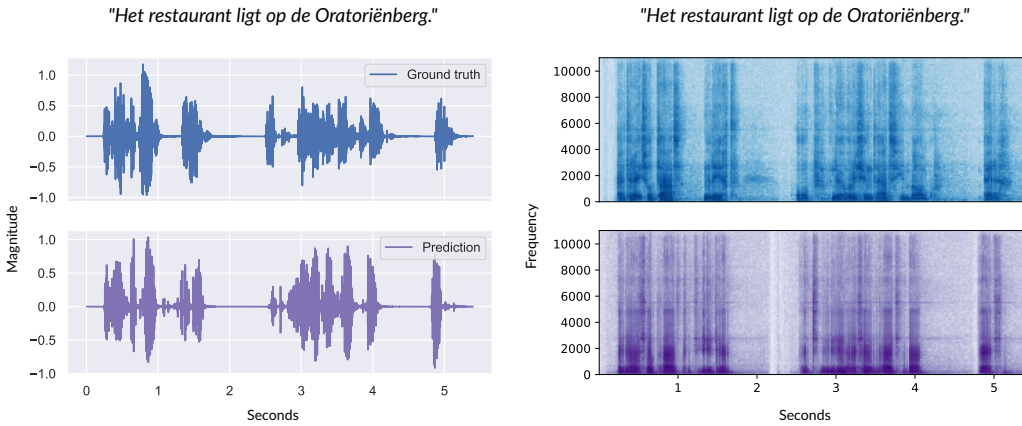 "Het restaurant ligt op de Oratoriënberg."
Ground truth
1.0
0.5
0.0
−0.5
−1.0
Magnitude
Prediction
1.0
0.5
0.0
−0.5
−1.0
0 1 2 3 4 5
Seconds
"Het restaurant ligt op de Oratoriënberg."
10000
8000
6000
4000
2000
0
Frequency
10000
8000
6000
4000
2000
0
1 2 3 4 5
Seconds